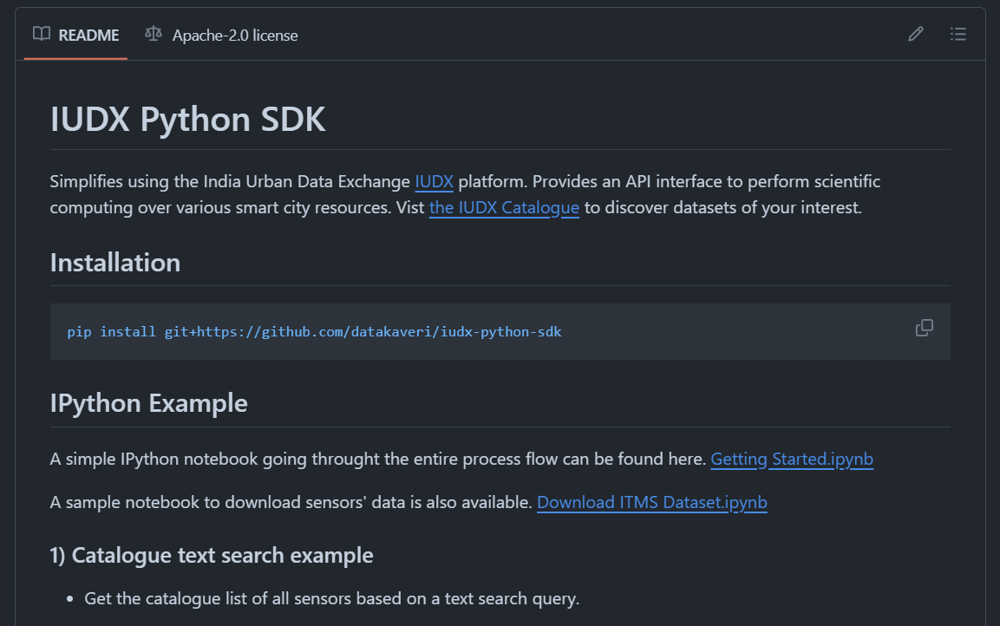 README
Apache-2.0 license
IUDX Python SDK
Simplifies using the India Urban Data Exchange IUDX platform. Provides an API interface to perform scientific
computing over various smart city resources. Vist the IUDX Catalogue to discover datasets of your interest.
Installation
pip install git+https://github.com/datakaveri/iudx-python-sdk
IPython Example
A simple IPython notebook going throught the entire process flow can be found here. Getting Started.ipynb
A sample notebook to download sensors' data is also available. Download ITMS Dataset.ipynb
1) Catalogue text search example
• Get the catalogue list of all sensors based on a text search query.